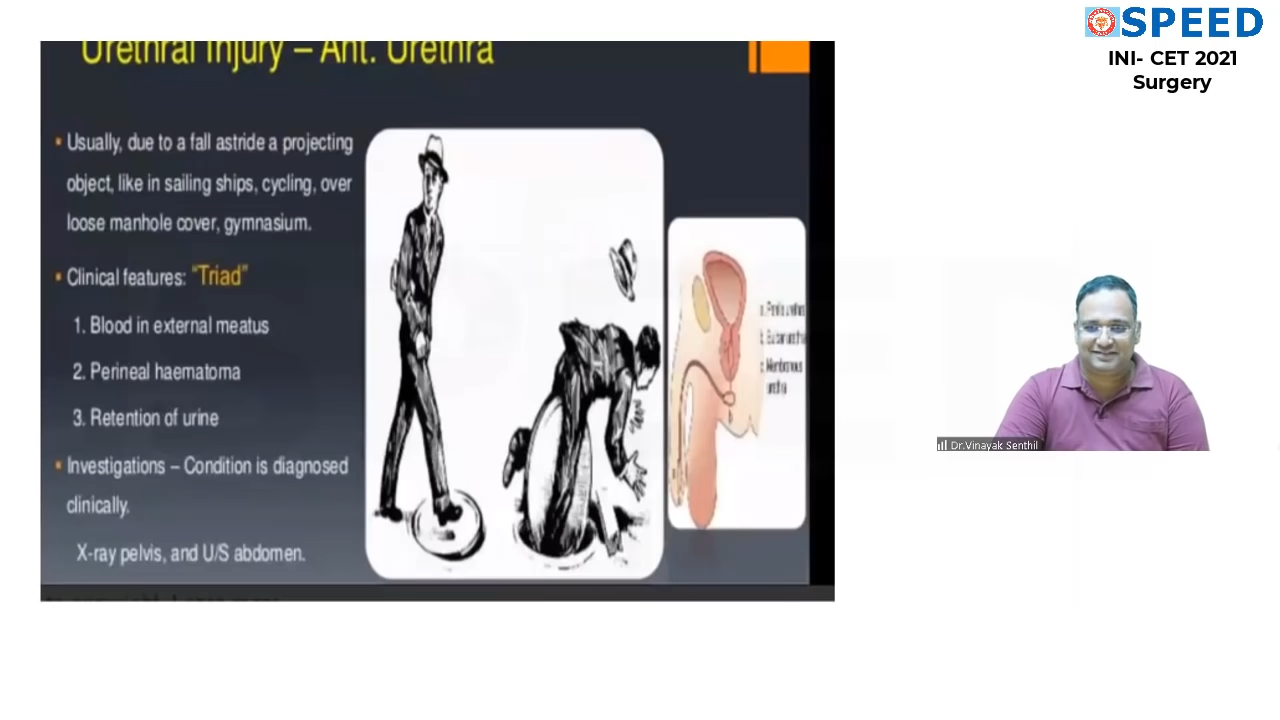 SPEED
INI- CET 2021
Surgery
Urethral Injury – Ant. Urethra
▪ Usually, due to a fall astride a projecting
object, like in sailing ships, cycling, over
loose manhole cover, gymnasium.
▪ Clinical features: "Triad"
1. Blood in external meatus
2. Perineal haematoma
3. Retention of urine
▪ Investigations – Condition is diagnosed
clinically.
X-ray pelvis, and U/S abdomen.
Membranous
urethra
Dr.Vinayak Senthil